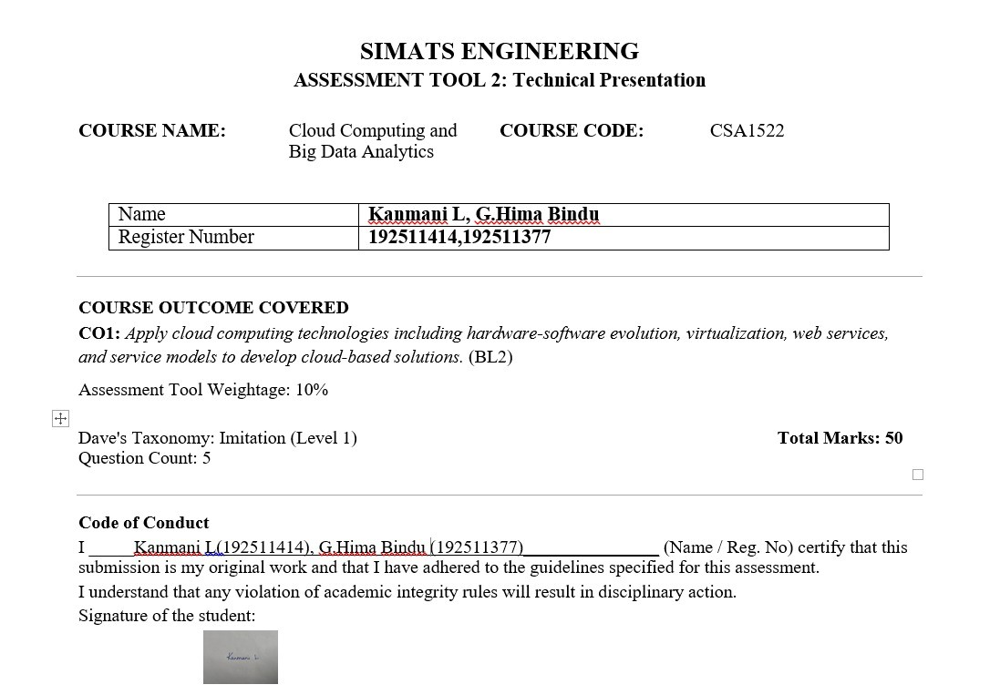 SIMATS ENGINEERING
ASSESSMENT TOOL 2: Technical Presentation
COURSE NAME: Cloud Computing and Big Data Analytics COURSE CODE: CSA1522
Name Kanmani L, G.Hima Bindu
Register Number 192511414,192511377
COURSE OUTCOME COVERED
CO1: Apply cloud computing technologies including hardware-software evolution, virtualization, web services,
and service models to develop cloud-based solutions. (BL2)
Assessment Tool Weightage: 10%
Dave's Taxonomy: Imitation (Level 1) Total Marks: 50
Question Count: 5
Code of Conduct
I _____Kanmani L(192511414), G.Hima Bindu (192511377)_______________ (Name / Reg. No) certify that this
submission is my original work and that I have adhered to the guidelines specified for this assessment.
I understand that any violation of academic integrity rules will result in disciplinary action.
Signature of the student:
Kanmani L